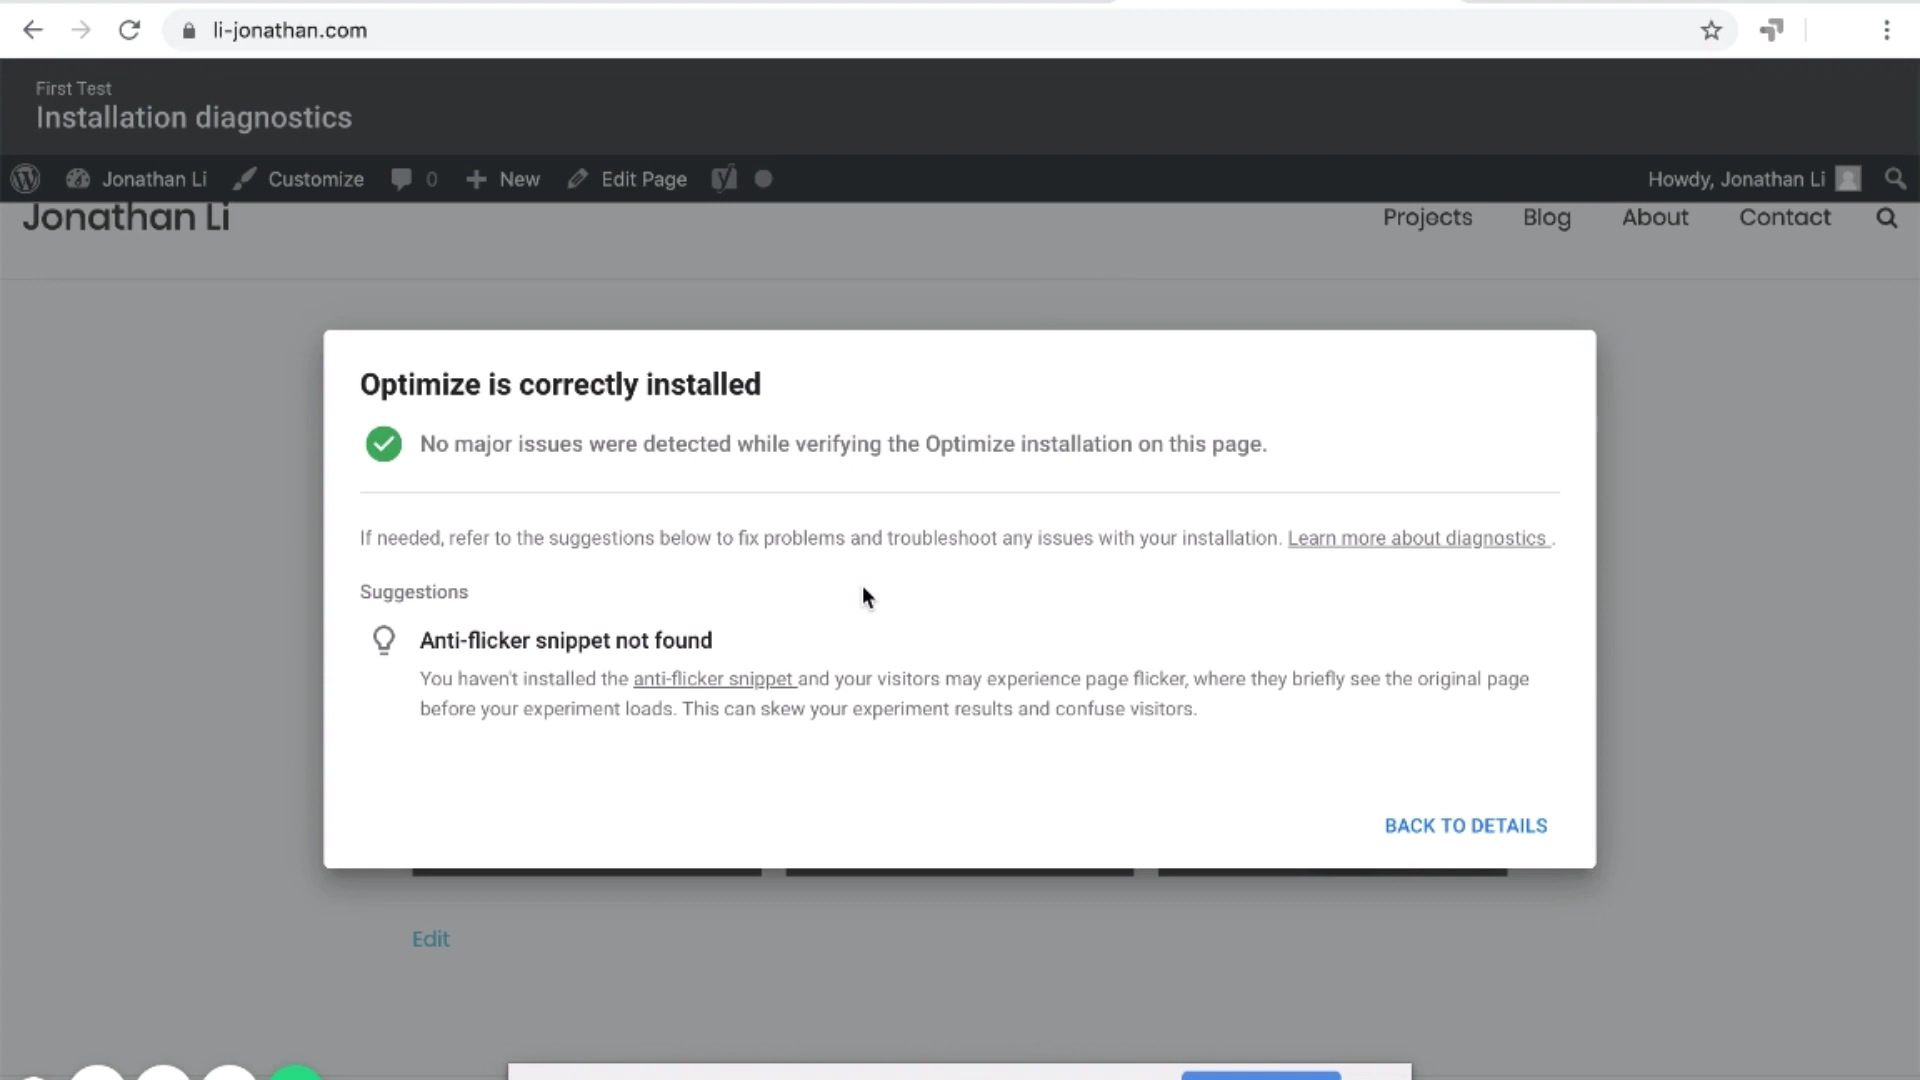 li-jonathan.com
First Test
Installation diagnostics
Jonathan Li Customize 0 New Edit Page Howdy, Jonathan Li
Jonathan Li Projects Blog About Contact
Optimize is correctly installed
No major issues were detected while verifying the Optimize installation on this page.
If needed, refer to the suggestions below to fix problems and troubleshoot any issues with your installation. Learn more about diagnostics .
Suggestions
Anti-flicker snippet not found
You haven't installed the anti-flicker snippet and your visitors may experience page flicker, where they briefly see the original page
before your experiment loads. This can skew your experiment results and confuse visitors.
BACK TO DETAILS
Edit